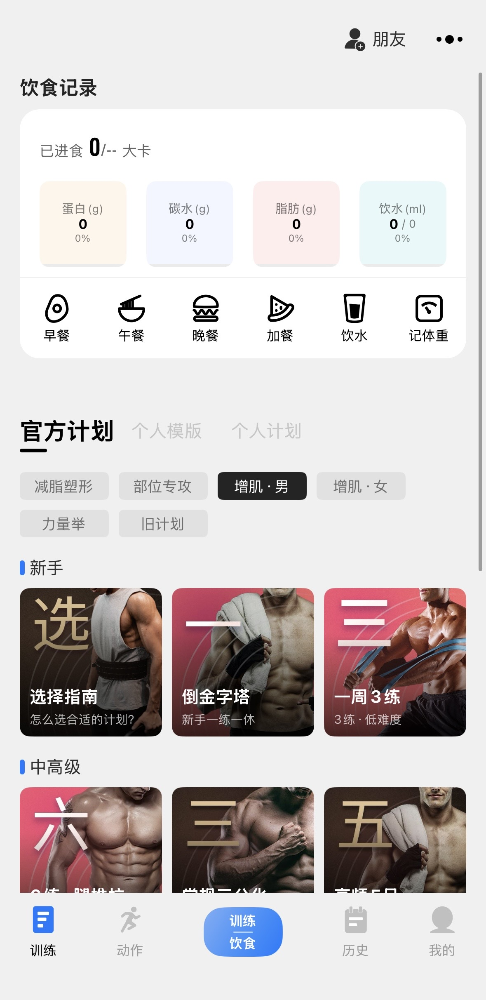 朋友
饮食记录
已进食 0/-- 大卡
蛋白(g)
0
0%
碳水(g)
0
0%
脂肪(g)
0
0%
饮水(ml)
0 / 0
0%
早餐
午餐
晚餐
加餐
饮水
记体重
官方计划
个人模版
个人计划
减脂塑形
部位专攻
增肌 · 男
增肌 · 女
力量举
旧计划
新手
选
选择指南
怎么选合适的计划?
一
倒金字塔
新手一练一休
三
一周3练
3练 · 低难度
中高级
六
三
五
训练
动作
训练
饮食
历史
我的